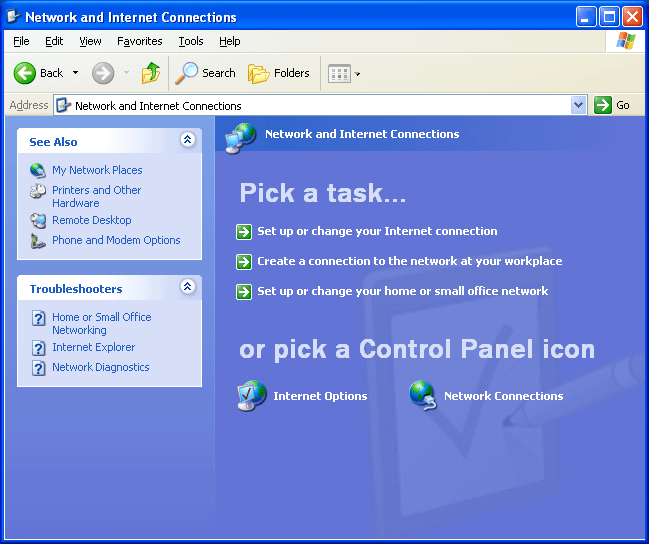 Network and Internet Connections
File Edit View Favorites Tools Help
Back Search Folders
Address Network and Internet Connections Go
See Also
My Network Places
Printers and Other
Hardware
Remote Desktop
Phone and Modem Options
Troubleshooters
Home or Small Office
Networking
Internet Explorer
Network Diagnostics
Network and Internet Connections
Pick a task...
Set up or change your Internet connection
Create a connection to the network at your workplace
Set up or change your home or small office network
or pick a Control Panel icon
Internet Options
Network Connections